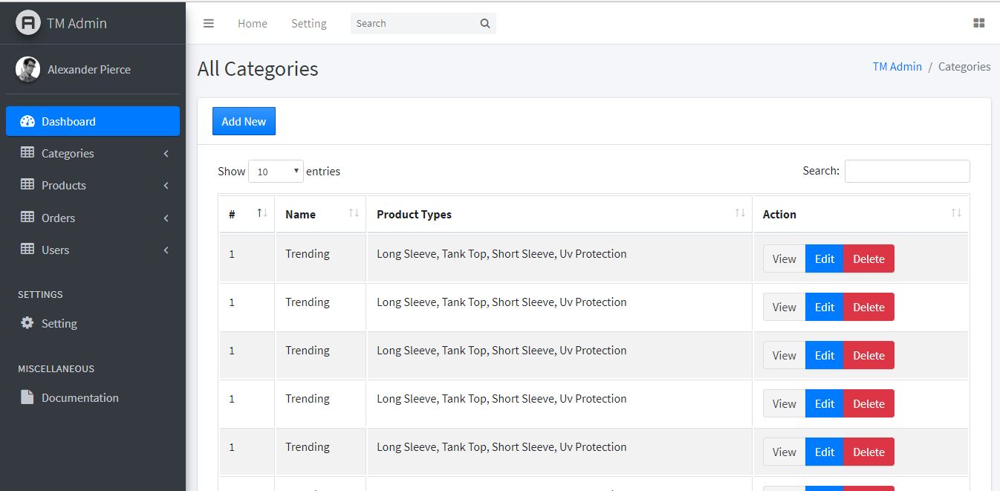 TM Admin
Home Setting Search
Alexander Pierce
All Categories
TM Admin / Categories
Dashboard
Categories
Products
Orders
Users
SETTINGS
Setting
MISCELLANEOUS
Documentation
Add New
Show 10 entries
Search:
# Name Product Types Action
1 Trending Long Sleeve, Tank Top, Short Sleeve, Uv Protection View Edit Delete
1 Trending Long Sleeve, Tank Top, Short Sleeve, Uv Protection View Edit Delete
1 Trending Long Sleeve, Tank Top, Short Sleeve, Uv Protection View Edit Delete
1 Trending Long Sleeve, Tank Top, Short Sleeve, Uv Protection View Edit Delete
1 Trending Long Sleeve, Tank Top, Short Sleeve, Uv Protection View Edit Delete